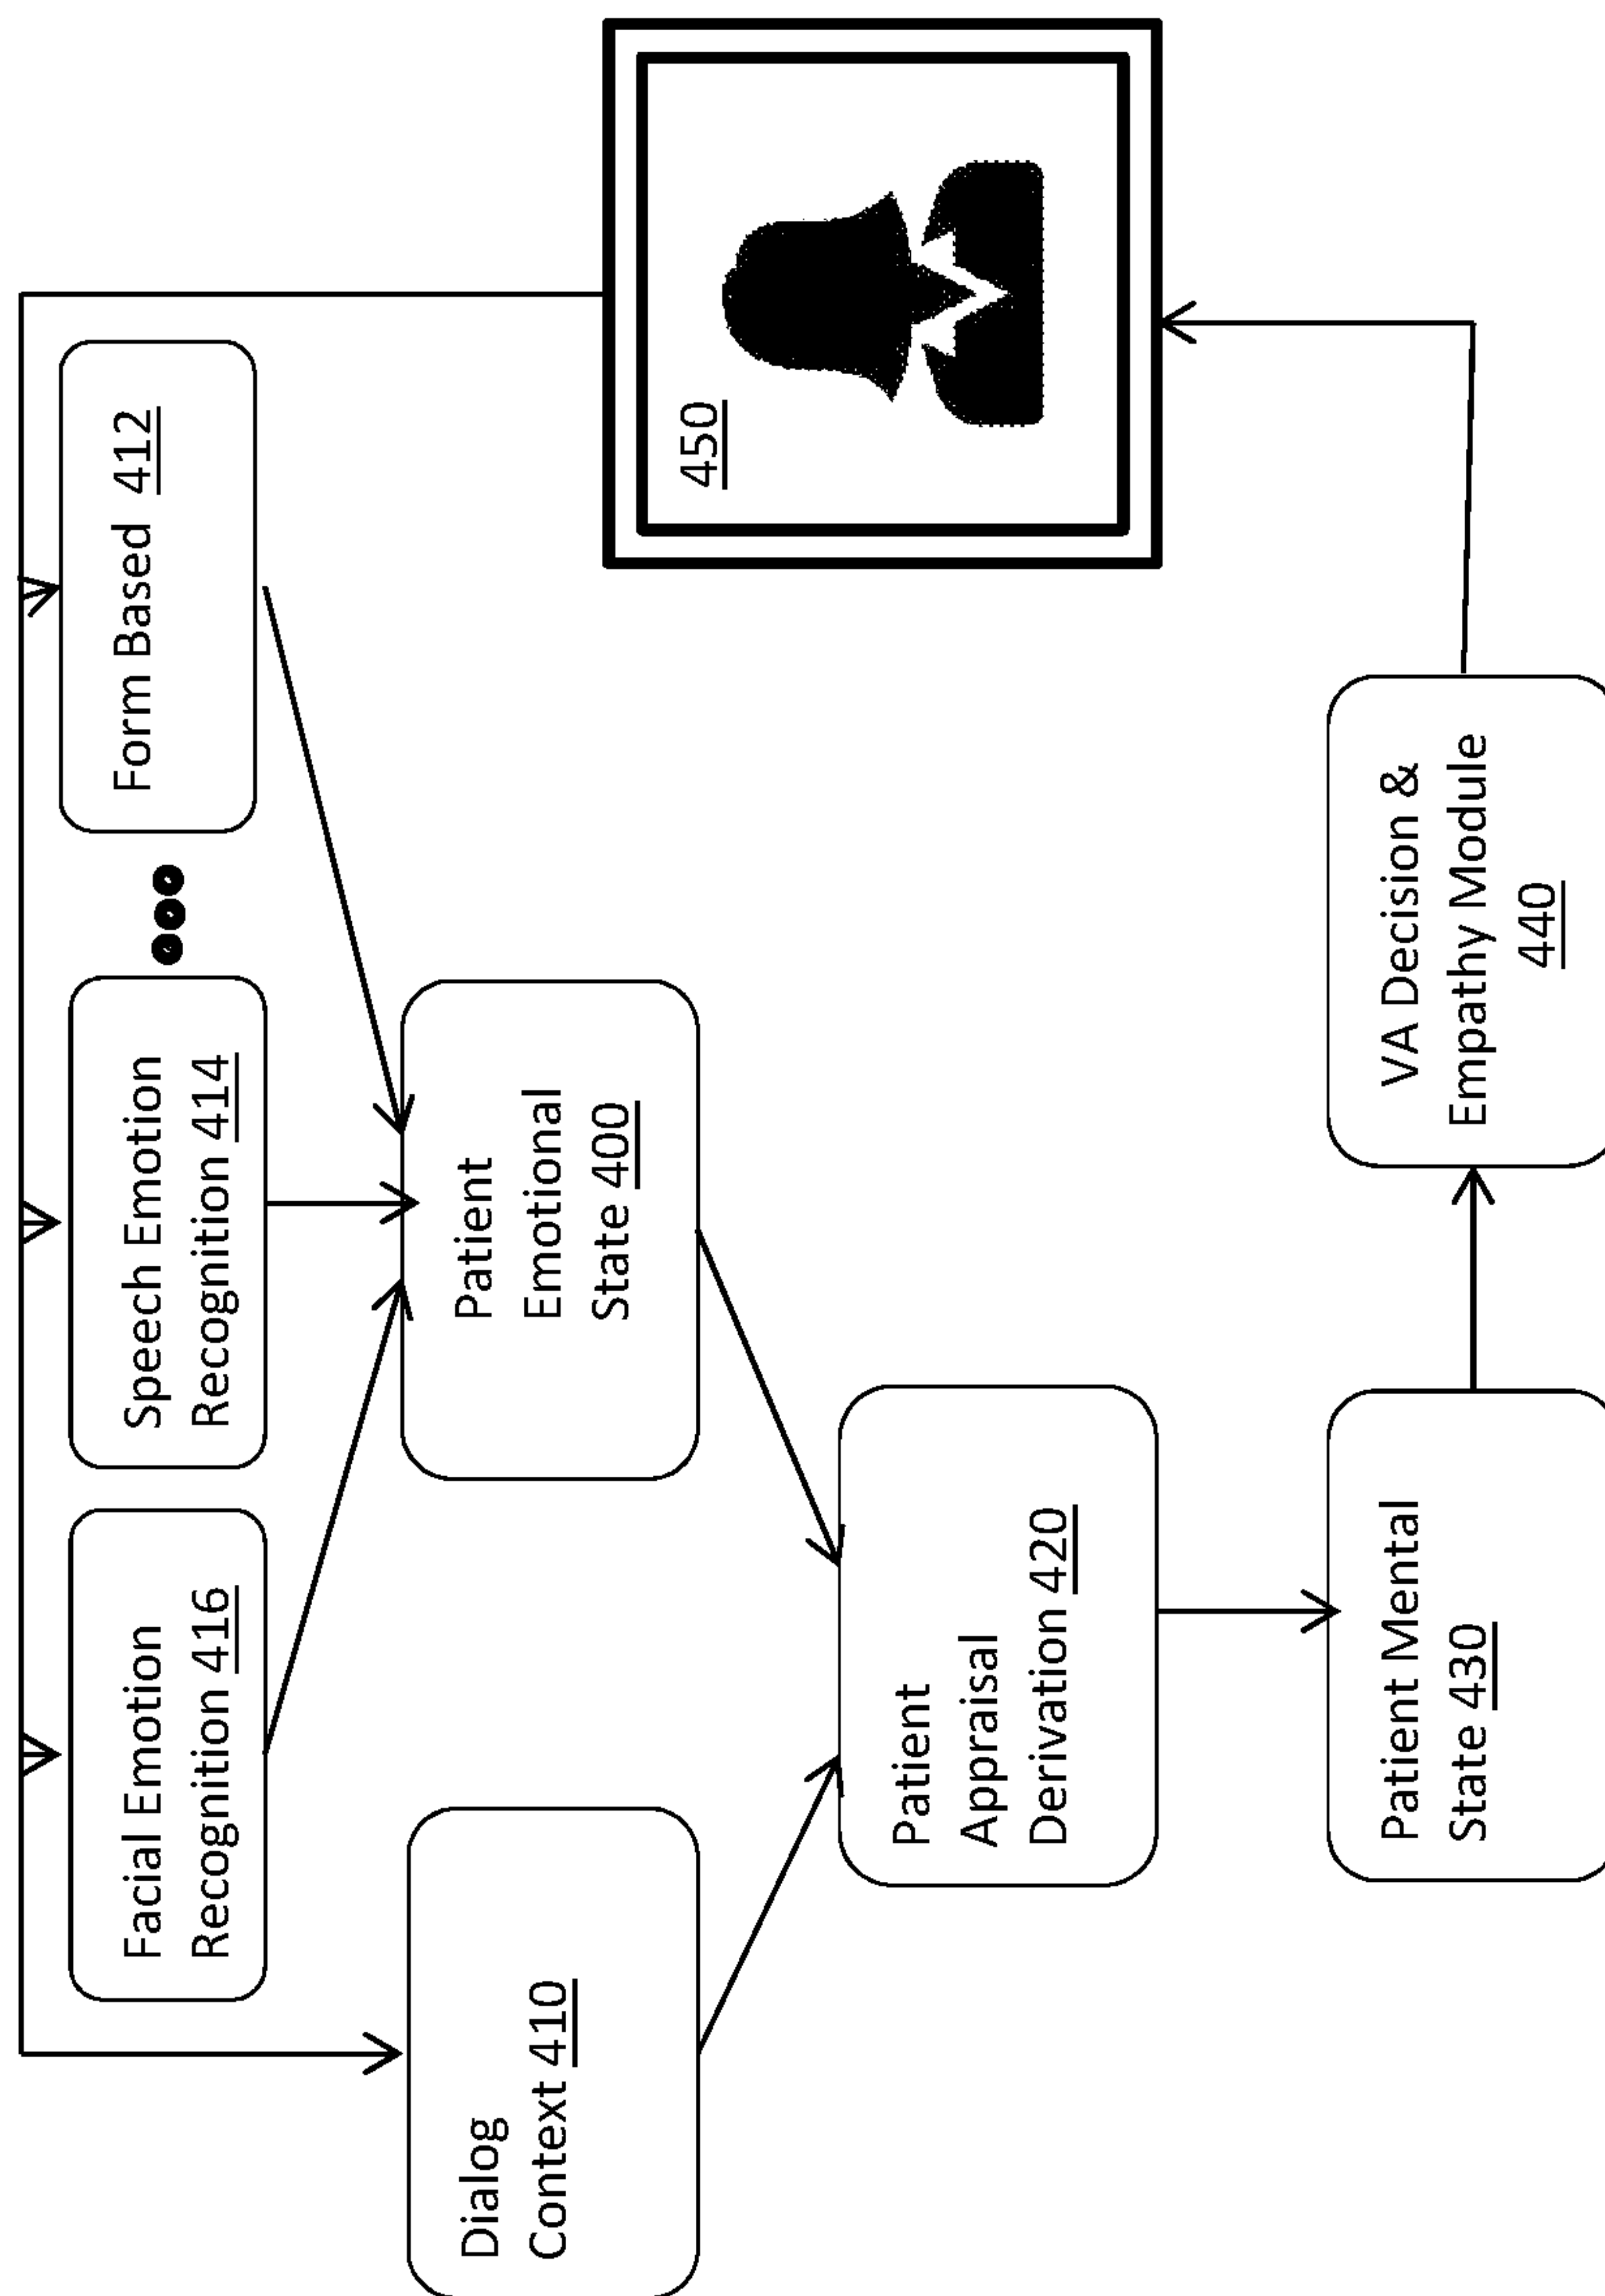 Facial Emotion
Recognition 416
Speech Emotion
Recognition 414
Form Based 412
Dialog
Context 410
Patient
Emotional
State 400
450
Patient
Appraisal
Derivation 420
Patient Mental
State 430
VA Decision &
Empathy Module
440